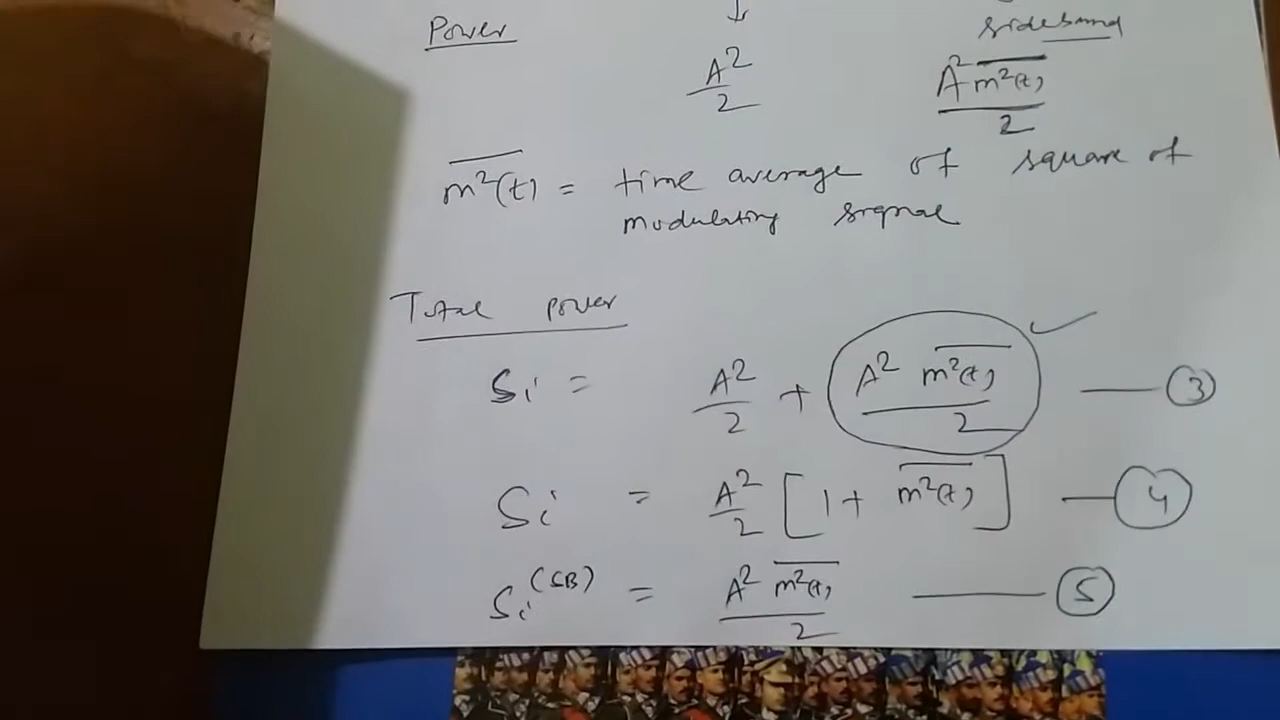 Power ↓ sideband
A²/2 A² m²(t)‾/2
m²(t)‾ = time average of square of
modulating signal
Total power
Si = A²/2 + A² m²(t)‾/2 — ③ ✓
Si = A²/2 [1 + m²(t)‾] — ④
Si(SB) = A² m²(t)‾/2 — ⑤